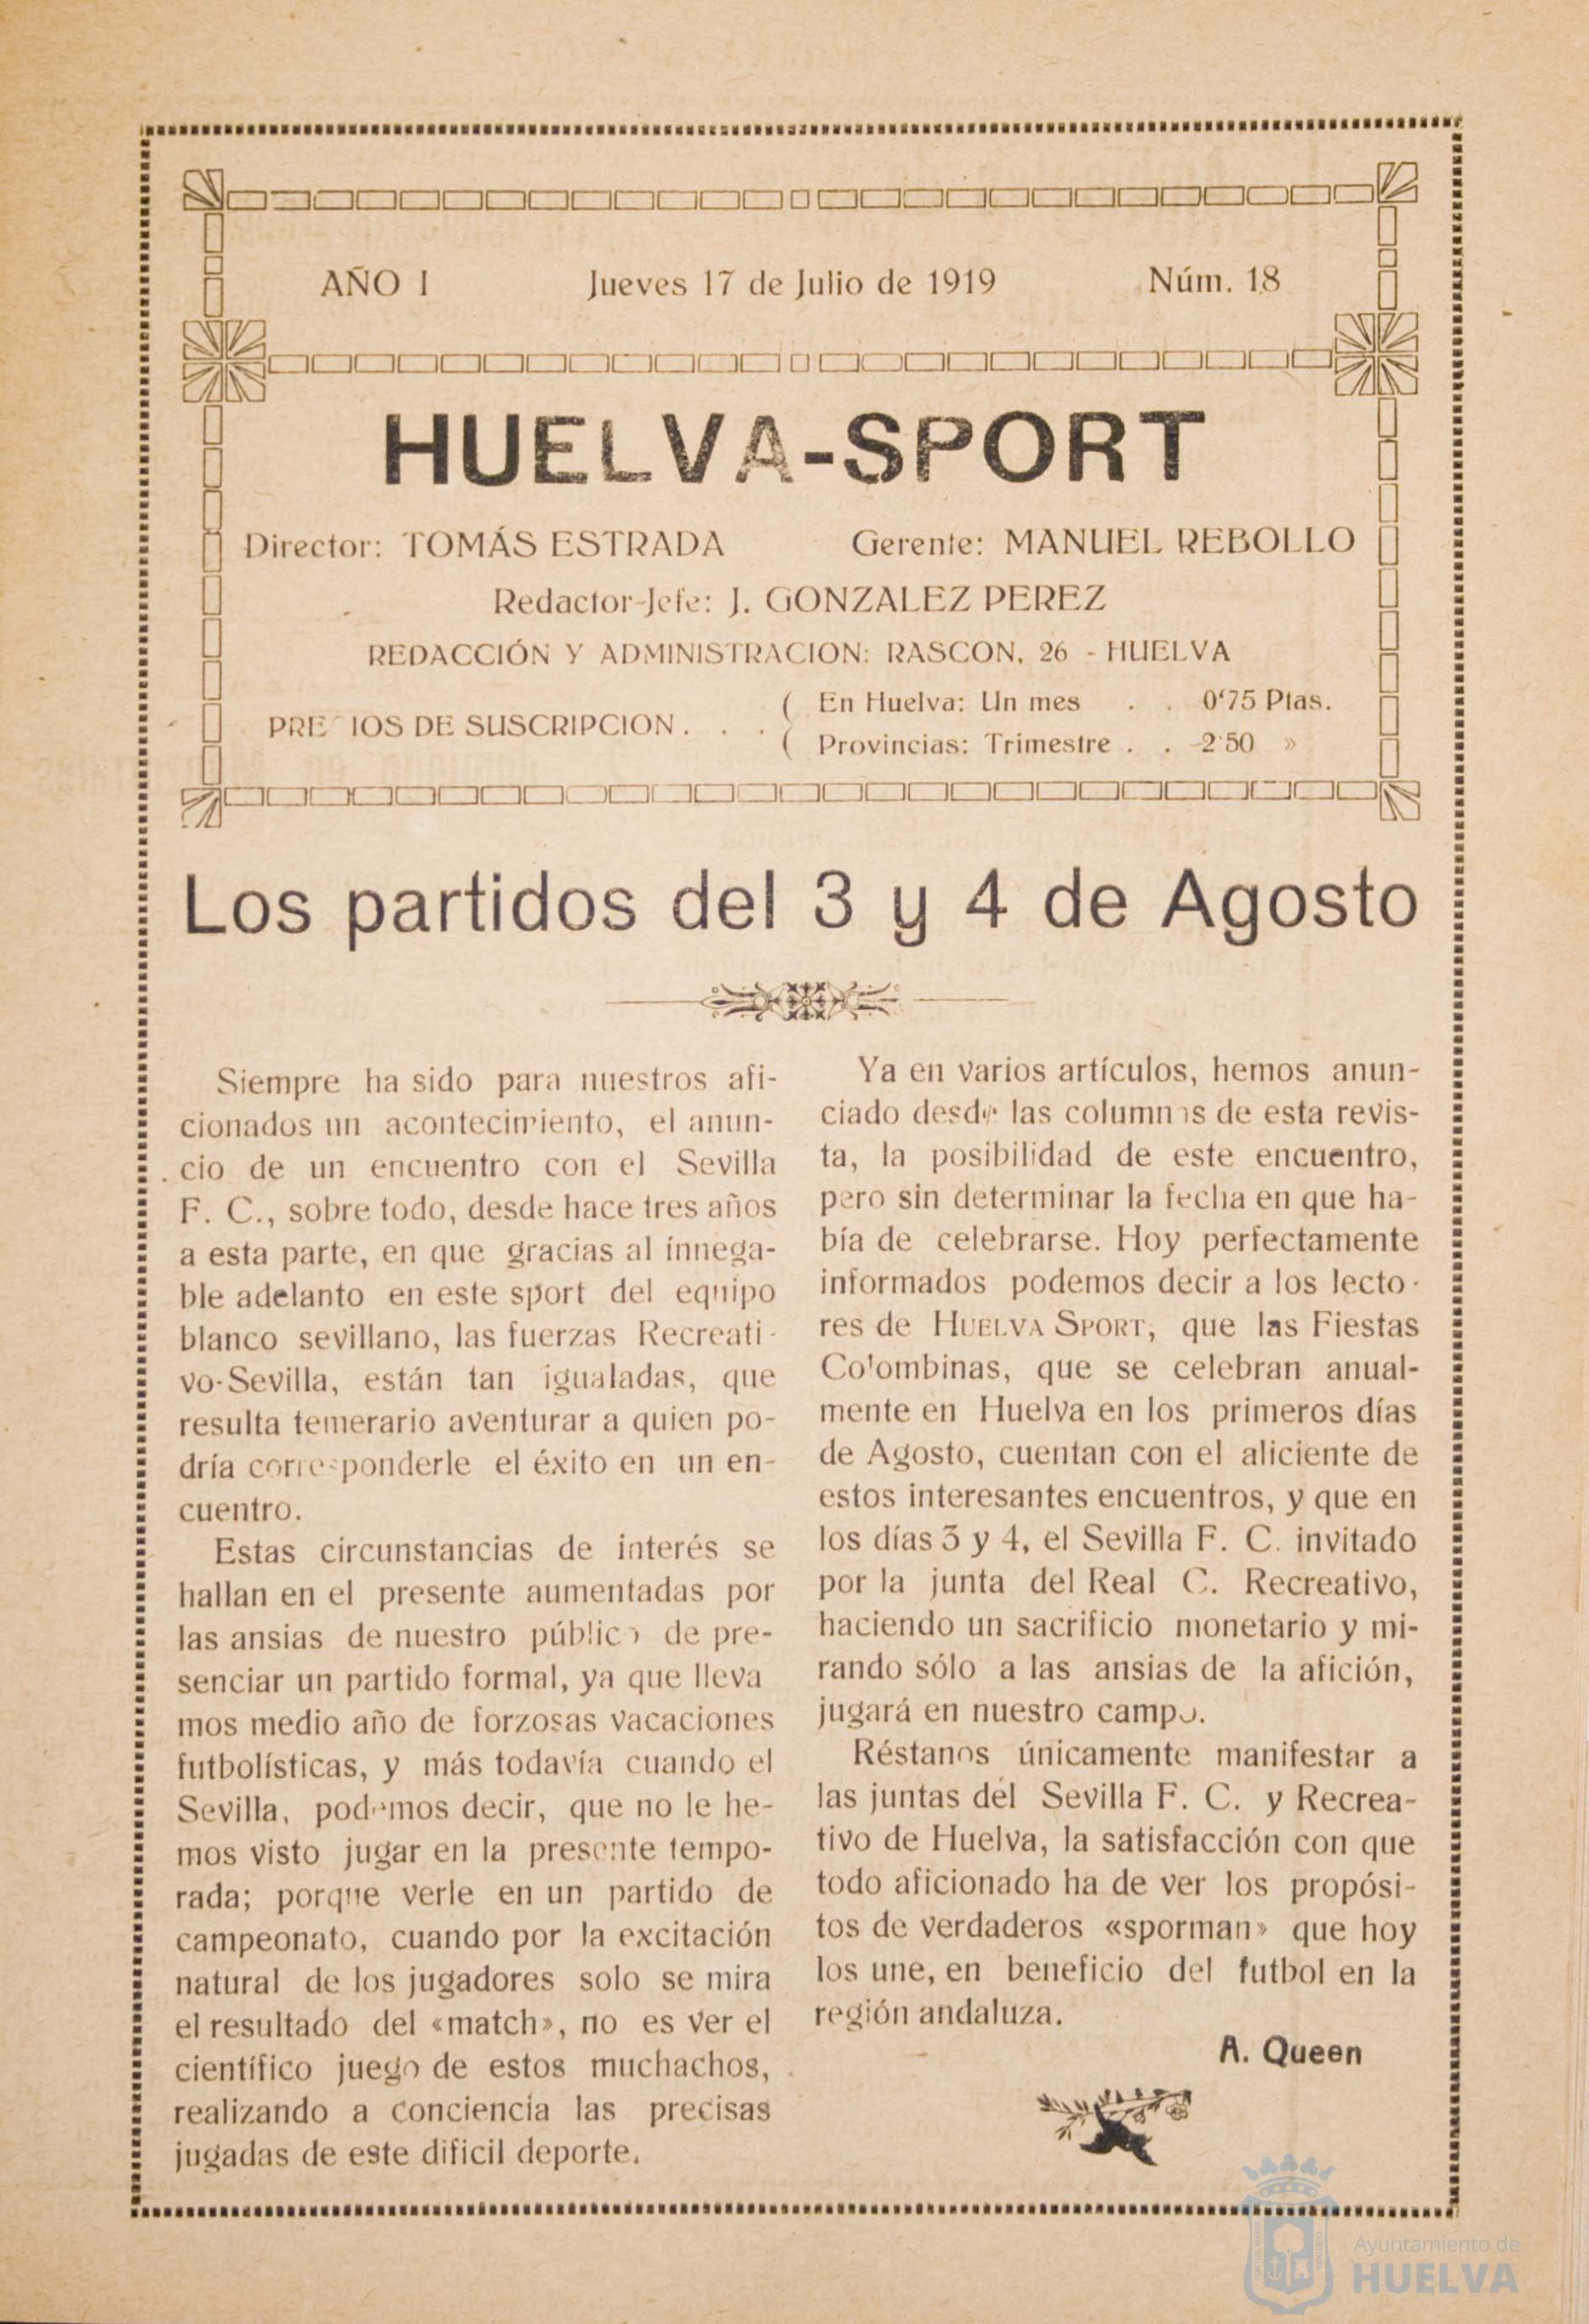 AÑO I Jueves 17 de Julio de 1919 Núm. 18
HUELVA-SPORT
Director: TOMÁS ESTRADA Gerente: MANUEL REBOLLO
Redactor-Jefe: J. GONZALEZ PEREZ
REDACCIÓN Y ADMINISTRACION: RASCON, 26 - HUELVA
PRECIOS DE SUSCRIPCION. . . . ( En Huelva: Un mes . . 0'75 Ptas.
( Provincias: Trimestre . . 2'50 »
Los partidos del 3 y 4 de Agosto
Siempre ha sido para nuestros afi-
cionados un acontecimiento, el anun-
cio de un encuentro con el Sevilla
F. C., sobre todo, desde hace tres años
a esta parte, en que gracias al ínnega-
ble adelanto en este sport del equipo
blanco sevillano, las fuerzas Recreati-
vo-Sevilla, están tan igualadas, que
resulta temerario aventurar a quien po-
dría corresponderle el éxito en un en-
cuentro.
Estas circunstancias de interés se
hallan en el presente aumentadas por
las ansias de nuestro público de pre-
senciar un partido formal, ya que lleva
mos medio año de forzosas vacaciones
futbolísticas, y más todavía cuando el
Sevilla, podemos decir, que no le he-
mos visto jugar en la presente tempo-
rada; porque verle en un partido de
campeonato, cuando por la excitación
natural de los jugadores solo se mira
el resultado del «match», no es ver el
científico juego de estos muchachos,
realizando a conciencia las precisas
jugadas de este dificil deporte.
Ya en varios artículos, hemos anun-
ciado desde las columnas de esta revis-
ta, la posibilidad de este encuentro,
pero sin determinar la fecha en que ha-
bía de celebrarse. Hoy perfectamente
informados podemos decir a los lecto-
res de HUELVA SPORT, que las Fiestas
Colombinas, que se celebran anual-
mente en Huelva en los primeros días
de Agosto, cuentan con el aliciente de
estos interesantes encuentros, y que en
los días 3 y 4, el Sevilla F. C. invitado
por la junta del Real C. Recreativo,
haciendo un sacrificio monetario y mi-
rando sólo a las ansias de la afición,
jugará en nuestro campo.
Réstanos únicamente manifestar a
las juntas del Sevilla F. C. y Recrea-
tivo de Huelva, la satisfacción con que
todo aficionado ha de ver los propósi-
tos de verdaderos «sporman» que hoy
los une, en beneficio del futbol en la
región andaluza.
A. Queen
Ayuntamiento de
HUELVA